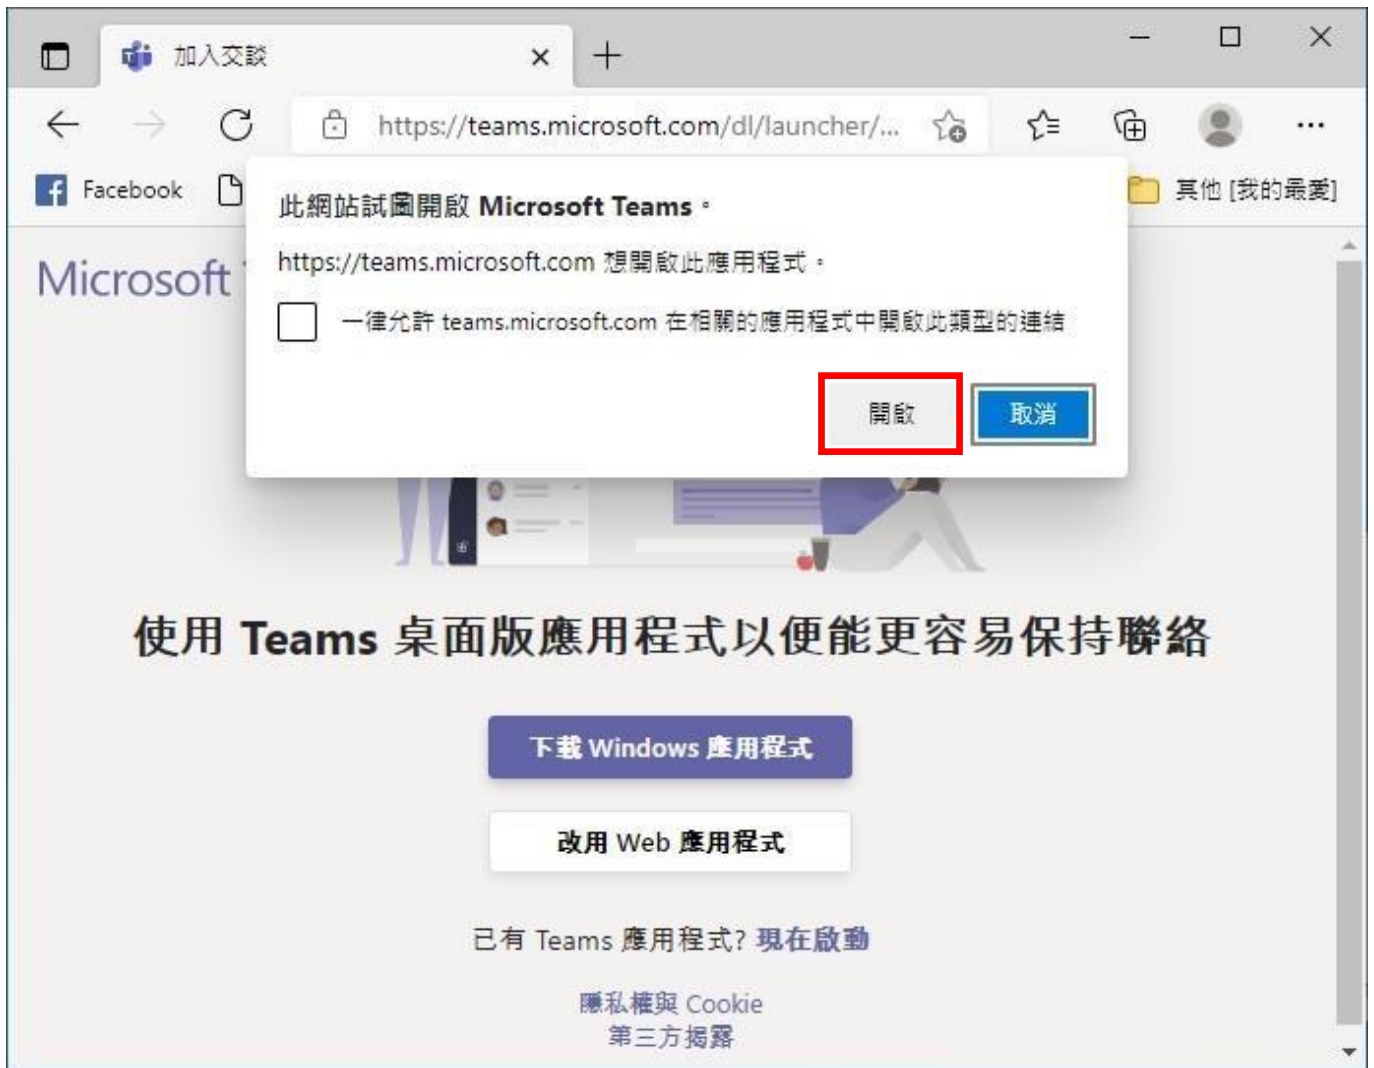 加入交談
https://teams.microsoft.com/dl/launcher/...
Facebook
其他 [我的最愛]
Microsoft
此網站試圖開啟 Microsoft Teams。
https://teams.microsoft.com 想開啟此應用程式。
一律允許 teams.microsoft.com 在相關的應用程式中開啟此類型的連結
開啟 取消
使用 Teams 桌面版應用程式以便能更容易保持聯絡
下載 Windows 應用程式
改用 Web 應用程式
已有 Teams 應用程式? 現在啟動
隱私權與 Cookie
第三方揭露